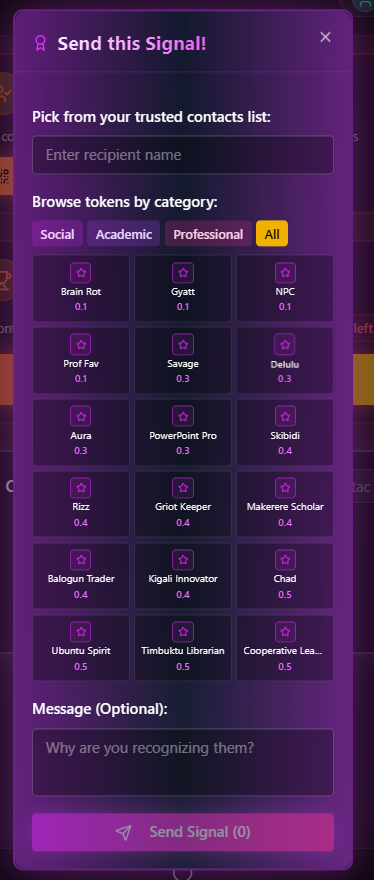 Send this Signal!
Pick from your trusted contacts list:
Enter recipient name
Browse tokens by category:
Social Academic Professional All
Brain Rot Gyatt NPC
0.1 0.1 0.1
Prof Fav Savage Delulu
0.1 0.3 0.3
Aura PowerPoint Pro Skibidi
0.3 0.3 0.4
Rizz Griot Keeper Makerere Scholar
0.4 0.4 0.4
Balogun Trader Kigali Innovator Chad
0.4 0.4 0.5
Ubuntu Spirit Timbuktu Librarian Cooperative Lea...
0.5 0.5 0.5
left
Message (Optional):
Why are you recognizing them?
Send Signal (0)